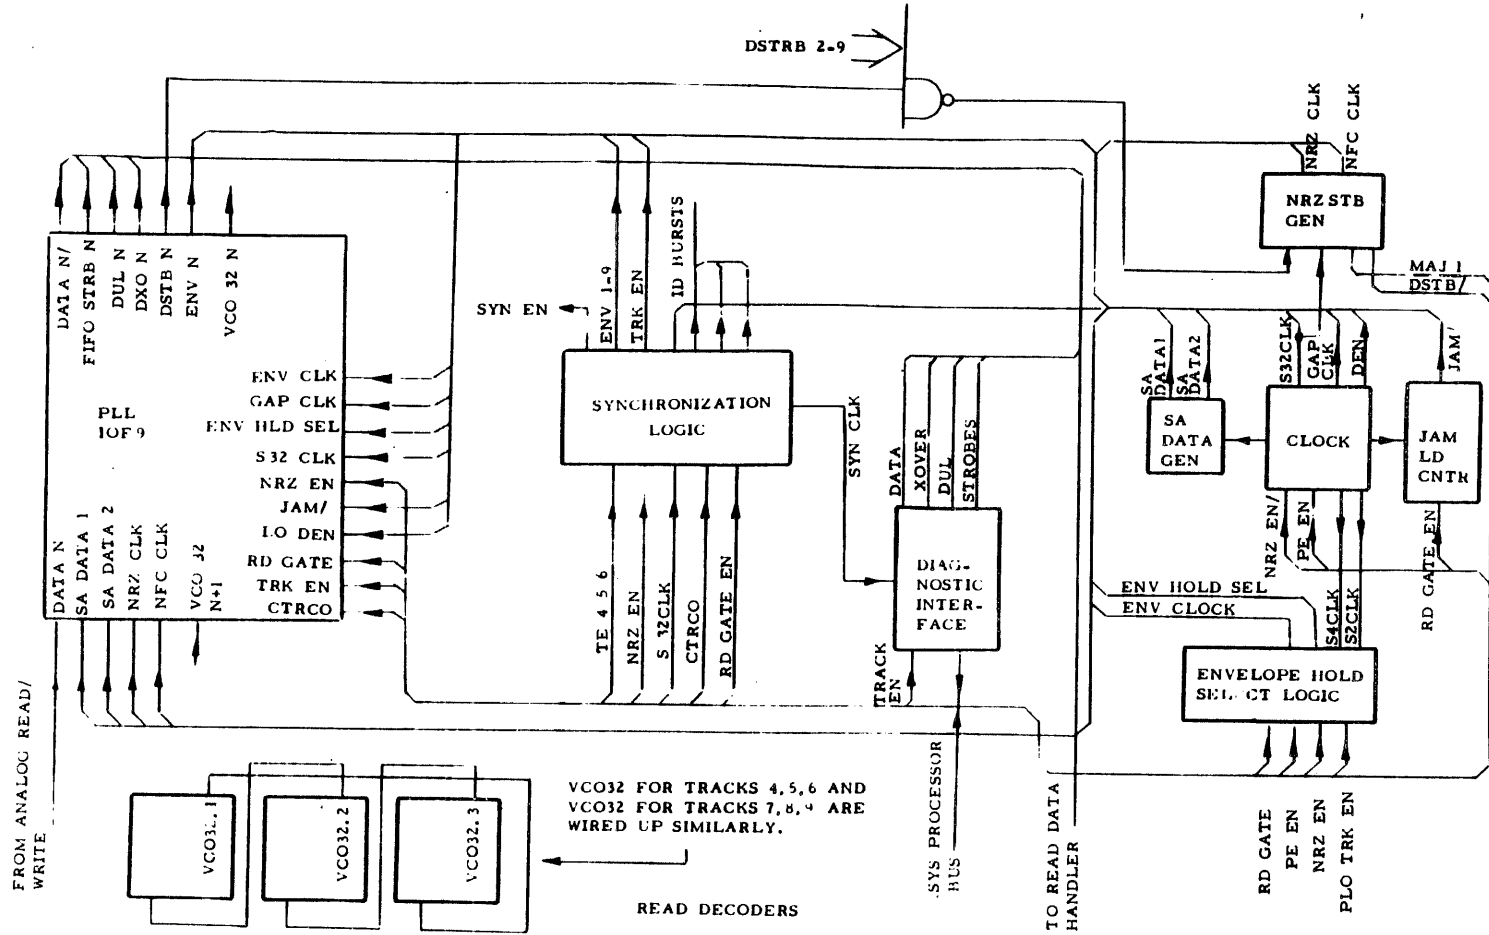 DSTRB 2-9
NRZ CLK
NFC CLK
NRZ STB
GEN
MAJ 1
DSTB/
DATA N/
FIFO STRB N
DUL N
DXO N
DSTB N
ENV N
VCO 32 N
ENV CLK
GAP CLK
ENV HLD SEL
S 32 CLK
NRZ EN
JAM/
LO DEN
RD GATE
TRK EN
CTRCO
PLL
1OF 9
DATA N
SA DATA 1
SA DATA 2
NRZ CLK
NFC CLK
VCO 32
N+1
SYN EN
ENV 1-9
TRK EN
ID BURSTS
SYNCHRONIZATION
LOGIC
SYN CLK
TE 4 5 6
NRZ EN
S 32CLK
CTRCO
RD GATE EN
DATA
XOVER
DUL
STROBES
DIAG-
NOSTIC
INTER-
FACE
TRACK
EN
SA
DATA1
SA
DATA2
S32CLK
GAP
CLK
DEN
JAM/
SA
DATA
GEN
CLOCK
JAM
LD
CNTR
NRZ EN/
PE EN
S4CLK
S2CLK
RD GATE EN
ENV HOLD SEL
ENV CLOCK
ENVELOPE HOLD
SELECT LOGIC
RD GATE
PE EN
NRZ EN
PLO TRK EN
FROM ANALOG READ/
WRITE
VCO32.1
VCO32.2
VCO32.3
VCO32 FOR TRACKS 4,5,6 AND
VCO32 FOR TRACKS 7,8,9 ARE
WIRED UP SIMILARLY.
READ DECODERS
SYS PROCESSOR
BUS
TO READ DATA
HANDLER